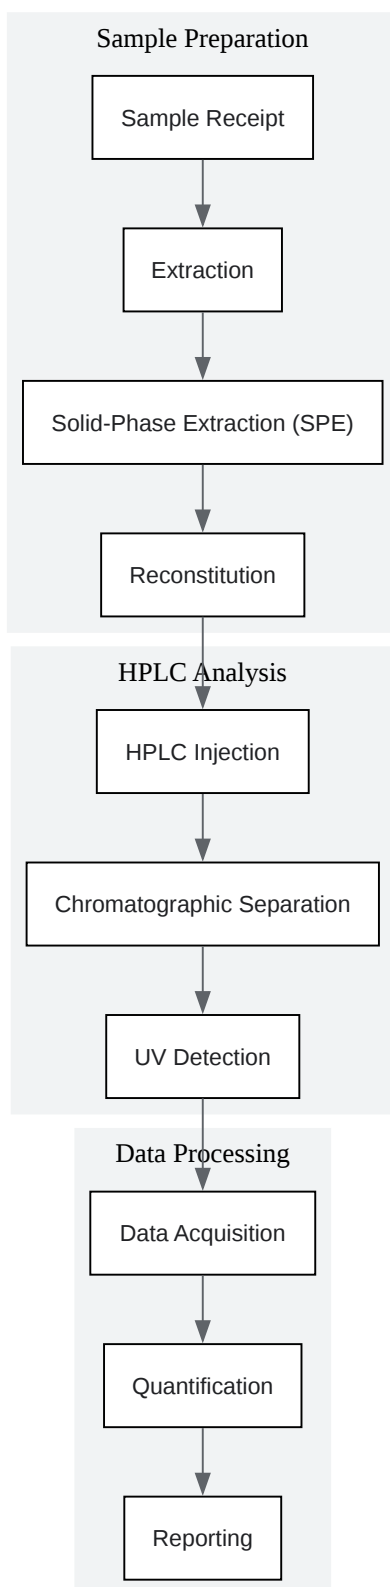 Sample Preparation
Sample Receipt
Extraction
Solid-Phase Extraction (SPE)
Reconstitution
HPLC Analysis
HPLC Injection
Chromatographic Separation
UV Detection
Data Processing
Data Acquisition
Quantification
Reporting